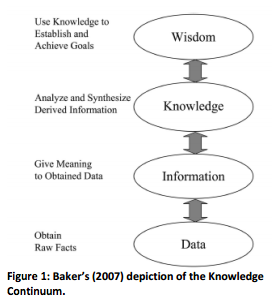 Use Knowledge to
Establish and
Achieve Goals
Wisdom
Analyze and Synthesize
Derived Information
Knowledge
Give Meaning
to Obtained Data
Information
Obtain
Raw Facts
Data
Figure 1: Baker's (2007) depiction of the Knowledge
Continuum.